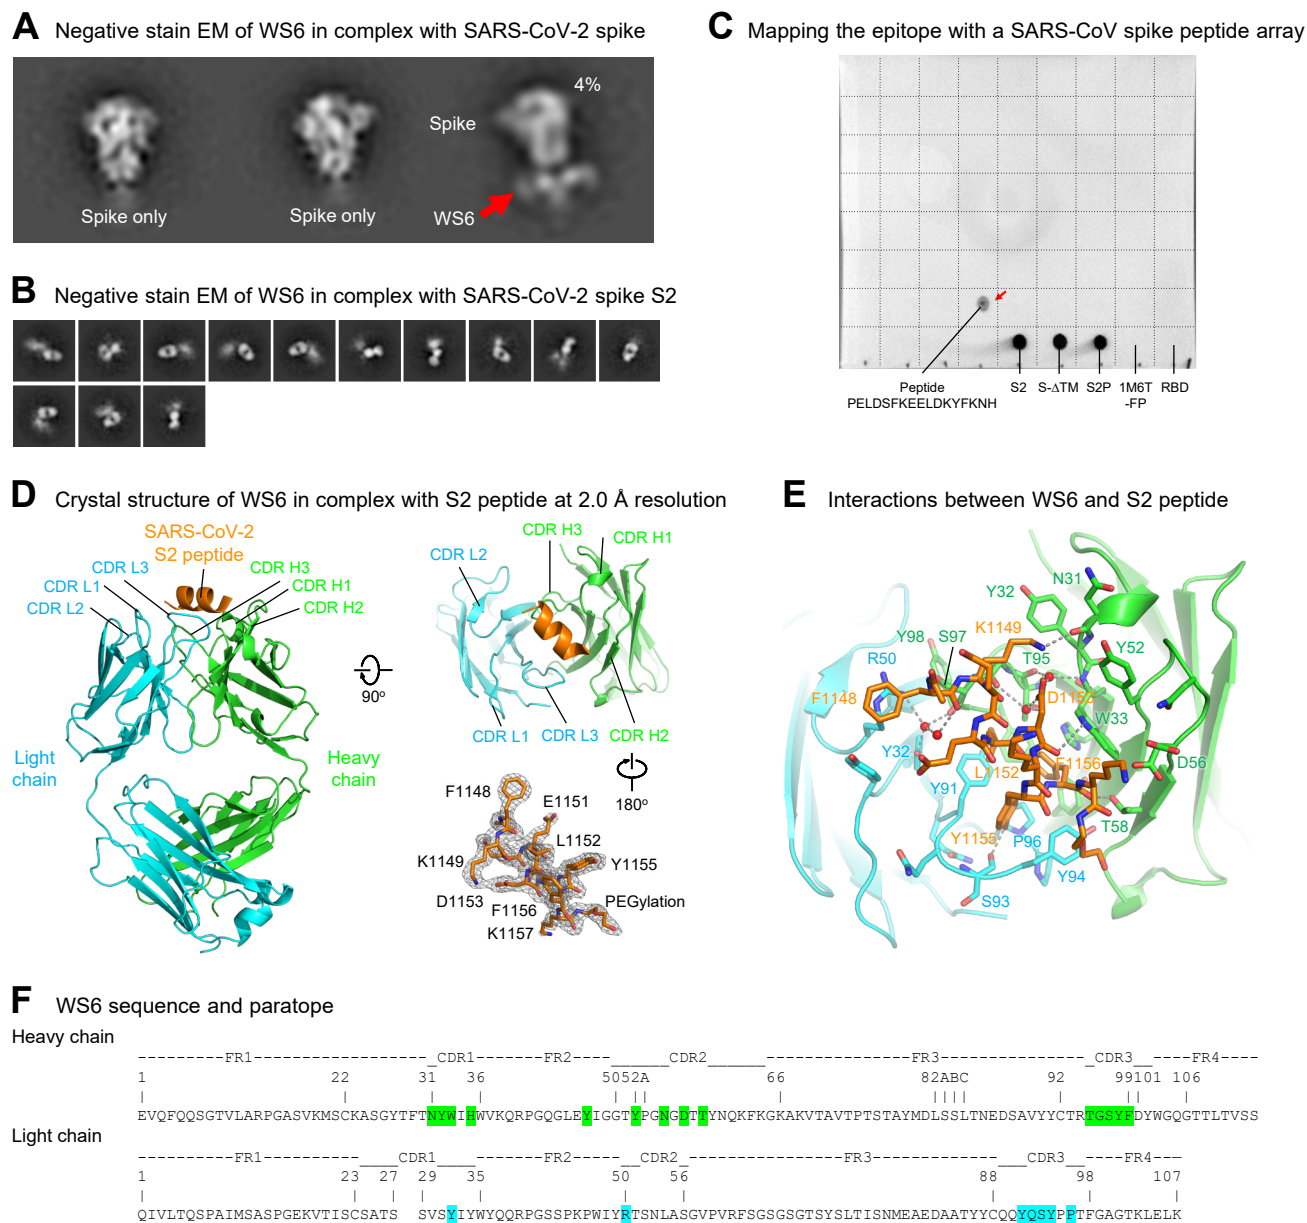 A Negative stain EM of WS6 in complex with SARS-CoV-2 spike
4%
Spike
Spike only
Spike only
WS6
B Negative stain EM of WS6 in complex with SARS-CoV-2 spike S2
C Mapping the epitope with a SARS-CoV spike peptide array
Peptide
PELDSFKEELDKYFKNH
S2
S-ΔTM
S2P
1M6T
-FP
RBD
D Crystal structure of WS6 in complex with S2 peptide at 2.0 Å resolution
SARS-CoV-2
S2 peptide
CDR L3
CDR L1
CDR L2
CDR H3
CDR H1
CDR H2
Light
chain
Heavy
chain
90º
CDR L2
CDR H3
CDR H1
CDR L1
CDR L3
CDR H2
180º
F1148
E1151
L1152
K1149
Y1155
D1153
F1156
PEGylation
K1157
E Interactions between WS6 and S2 peptide
N31
Y32
K1149
Y98
S97
T95
Y52
R50
F1148
D1153
W33
Y32
L1152
F1156
D56
Y91
Y1155
P96
T58
Y94
S93
F WS6 sequence and paratope
Heavy chain
---------FR1------------------_CDR1_-------FR2-------______CDR2______---------------FR3---------------_CDR3__----FR4----
1 22 31 36 5052A 66 82ABC 92 99101 106
EVQFQQSGTVLARPGASVKMSCKASGYTFTNYWIHWVKQRPGQGLEYIGGTYPGNGDTTYNQKFKGKAKVTAVTPTSTAYMDLSSLTNEDSAVYYCTRTGSYFDYWGQGTTLTVSS
Light chain
----------FR1----------____CDR1____-------FR2-------__CDR2_----------------FR3----------------___CDR3__----FR4---
1 23 27 29 35 50 56 88 98 107
QIVLTQSPAIMSASPGEKVTISCSATS SVSYIYWYQQRPGSSPKPWIYRTSNLASGVPVRFSGSGSGTSYSLTISNMEAEDAATYYCQQYQSYPPTFGAGTKLELK